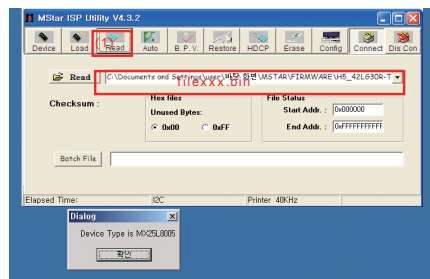 MStar ISP Utility V4.3.2
Device Load Read Auto B. P. V. Restore HDCP Erase Config Connect Dis Con
(1)
Read C:\Documents and Settings\user\바탕 화면\MSTAR\FIRMWARE\H5_42LG30R-T
filexxx.bin
Checksum :
Hex files
Unused Bytes:
0x00 0xFF
File Status
Start Addr. : 0x000000
End Addr. : 0xFFFFFFFFFF
Batch File
Elapsed Time: I2C Printer 40KHz
Dialog
Device Type is MX25L8005
확인